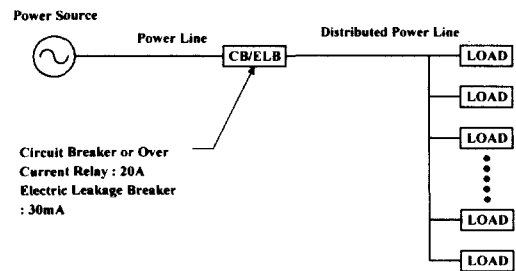 Power Source
Power Line
CB/ELB
Distributed Power Line
LOAD
LOAD
LOAD
LOAD
LOAD
Circuit Breaker or Over
Current Relay : 20A
Electric Leakage Breaker
: 30mA